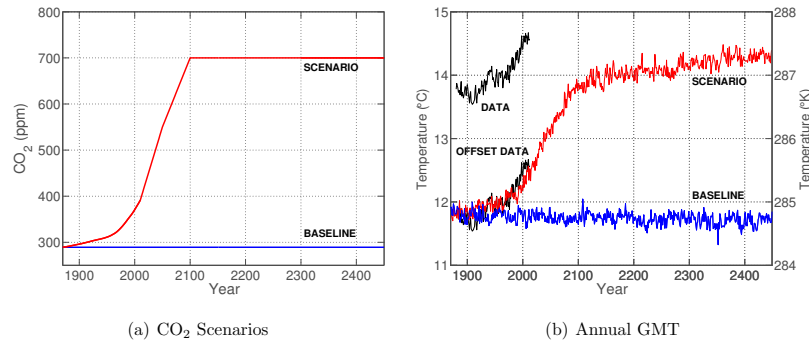 800
700
600
500
400
300
CO2 (ppm)
SCENARIO
BASELINE
1900
2000
2100
2200
2300
2400
Year
(a) CO2 Scenarios
15
14
13
12
11
Temperature (°C)
DATA
OFFSET DATA
SCENARIO
BASELINE
288
287
286
285
284
Temperature (°K)
1900
2000
2100
2200
2300
2400
Year
(b) Annual GMT